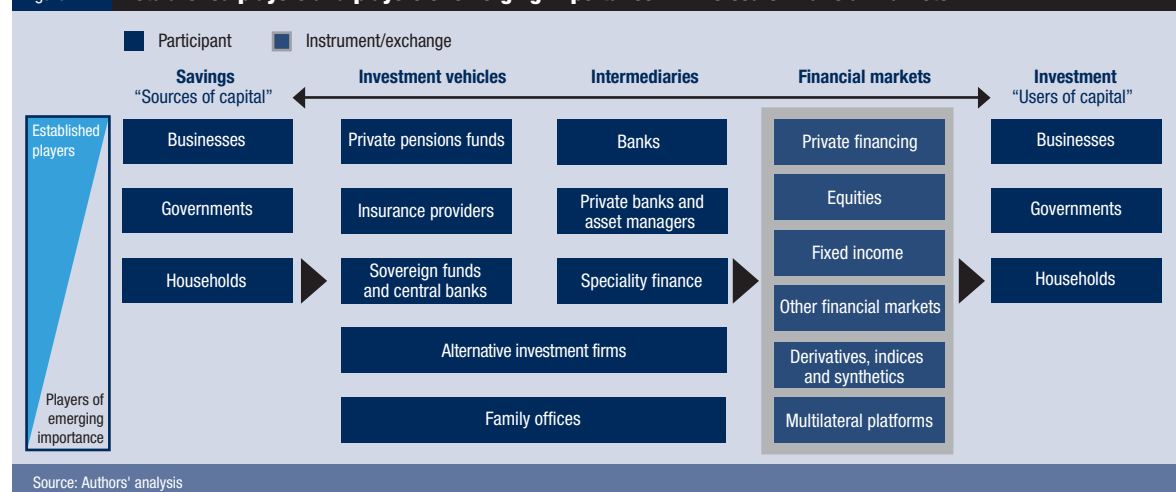 Participant
Instrument/exchange
Savings
“Sources of capital”
Investment vehicles
Intermediaries
Financial markets
Investment
“Users of capital”
Established
players
Players of
emerging
importance
Businesses
Governments
Households
Private pensions funds
Insurance providers
Sovereign funds
and central banks
Banks
Private banks and
asset managers
Speciality finance
Alternative investment firms
Family offices
Private financing
Equities
Fixed income
Other financial markets
Derivatives, indices
and synthetics
Multilateral platforms
Businesses
Governments
Households
Source: Authors' analysis